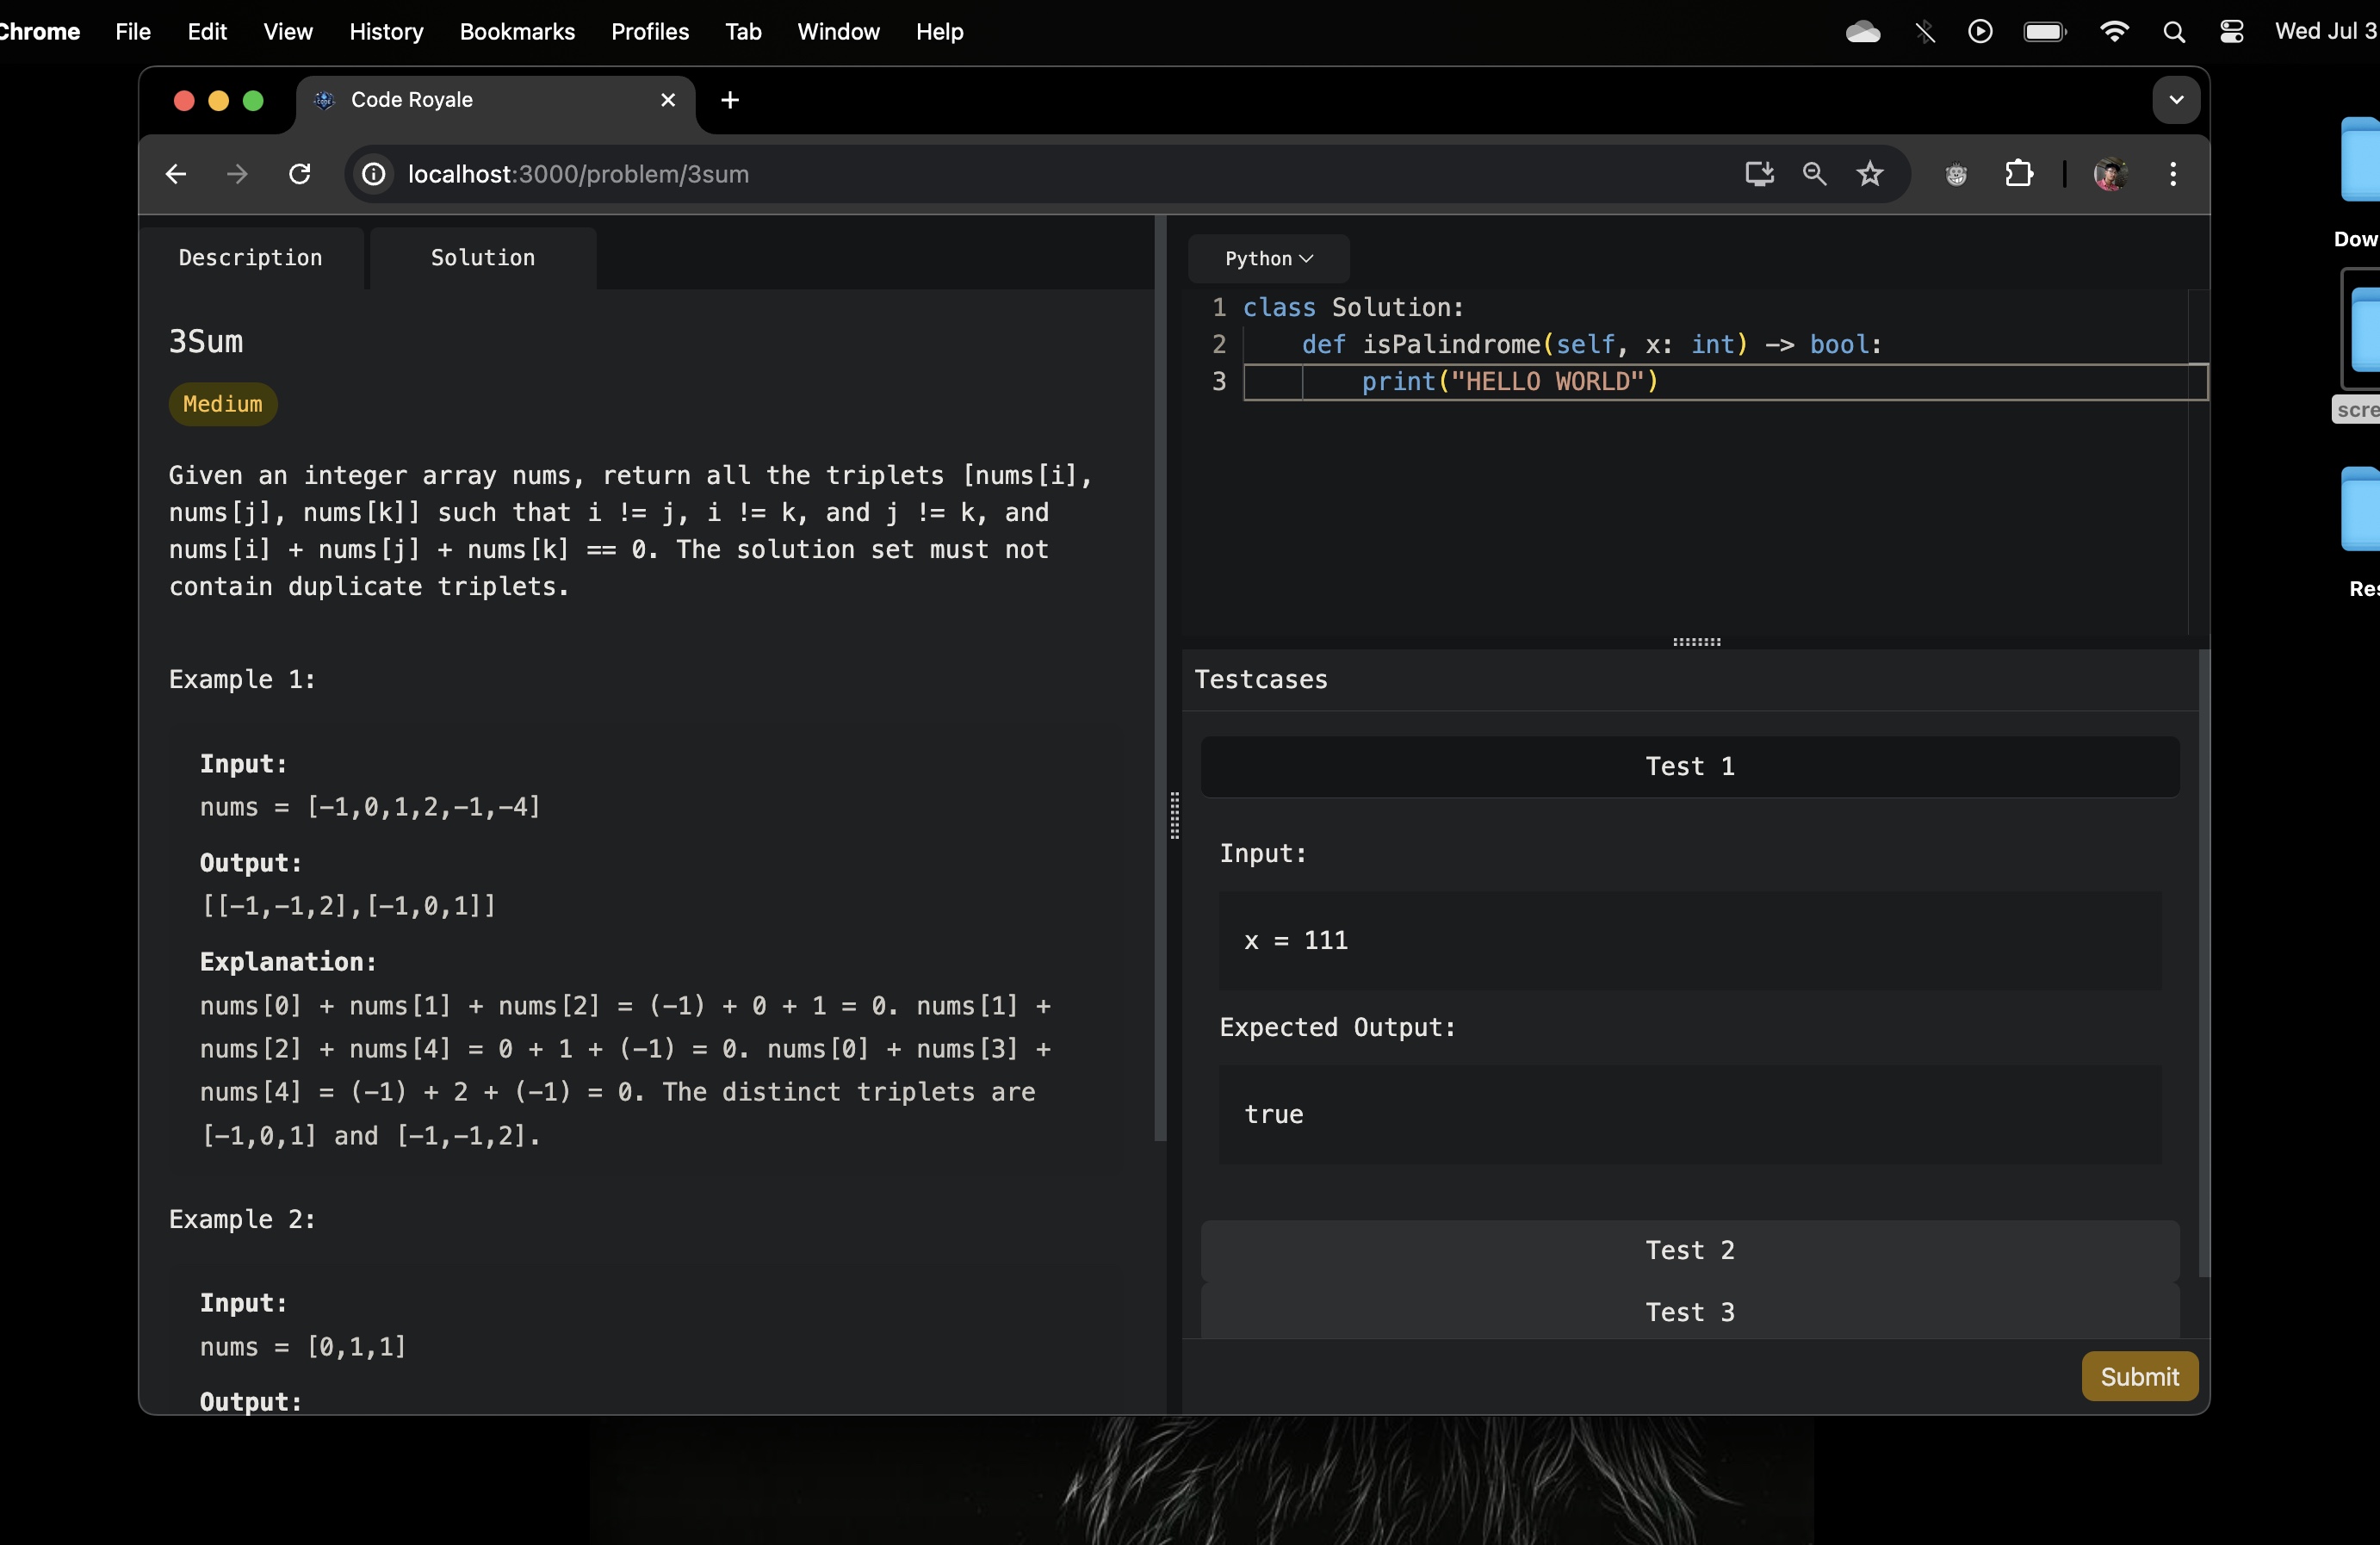 Chrome File Edit View History Bookmarks Profiles Tab Window Help Wed Jul 3
Code Royale
localhost:3000/problem/3sum
Description Solution
3Sum
Medium
Given an integer array nums, return all the triplets [nums[i],
nums[j], nums[k]] such that i != j, i != k, and j != k, and
nums[i] + nums[j] + nums[k] == 0. The solution set must not
contain duplicate triplets.
Example 1:
Input:
nums = [-1,0,1,2,-1,-4]
Output:
[[-1,-1,2],[-1,0,1]]
Explanation:
nums[0] + nums[1] + nums[2] = (-1) + 0 + 1 = 0. nums[1] +
nums[2] + nums[4] = 0 + 1 + (-1) = 0. nums[0] + nums[3] +
nums[4] = (-1) + 2 + (-1) = 0. The distinct triplets are
[-1,0,1] and [-1,-1,2].
Example 2:
Input:
nums = [0,1,1]
Output:
Python
1 class Solution:
2 def isPalindrome(self, x: int) -> bool:
3 print("HELLO WORLD")
Testcases
Test 1
Input:
x = 111
Expected Output:
true
Test 2
Test 3
Submit
Dow
scre
Res